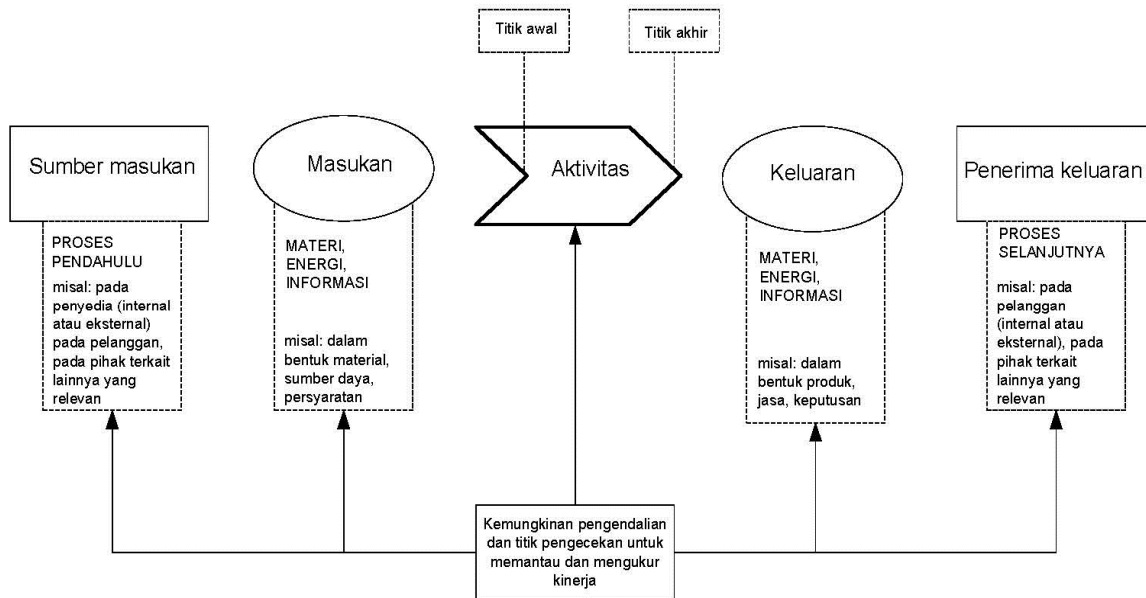 Titik awal
Titik akhir
Sumber masukan
Masukan
Aktivitas
Keluaran
Penerima keluaran
PROSES
PENDAHULU
misal: pada
penyedia (internal
atau eksternal)
pada pelanggan,
pada pihak terkait
lainnya yang
relevan
MATERI,
ENERGI,
INFORMASI
misal: dalam
bentuk material,
sumber daya,
persyaratan
MATERI,
ENERGI,
INFORMASI
misal: dalam
bentuk produk,
jasa, keputusan
PROSES
SELANJUTNYA
misal: pada
pelanggan
(internal atau
eksternal), pada
pihak terkait
lainnya yang
relevan
Kemungkinan pengendalian
dan titik pengecekan untuk
memantau dan mengukur
kinerja